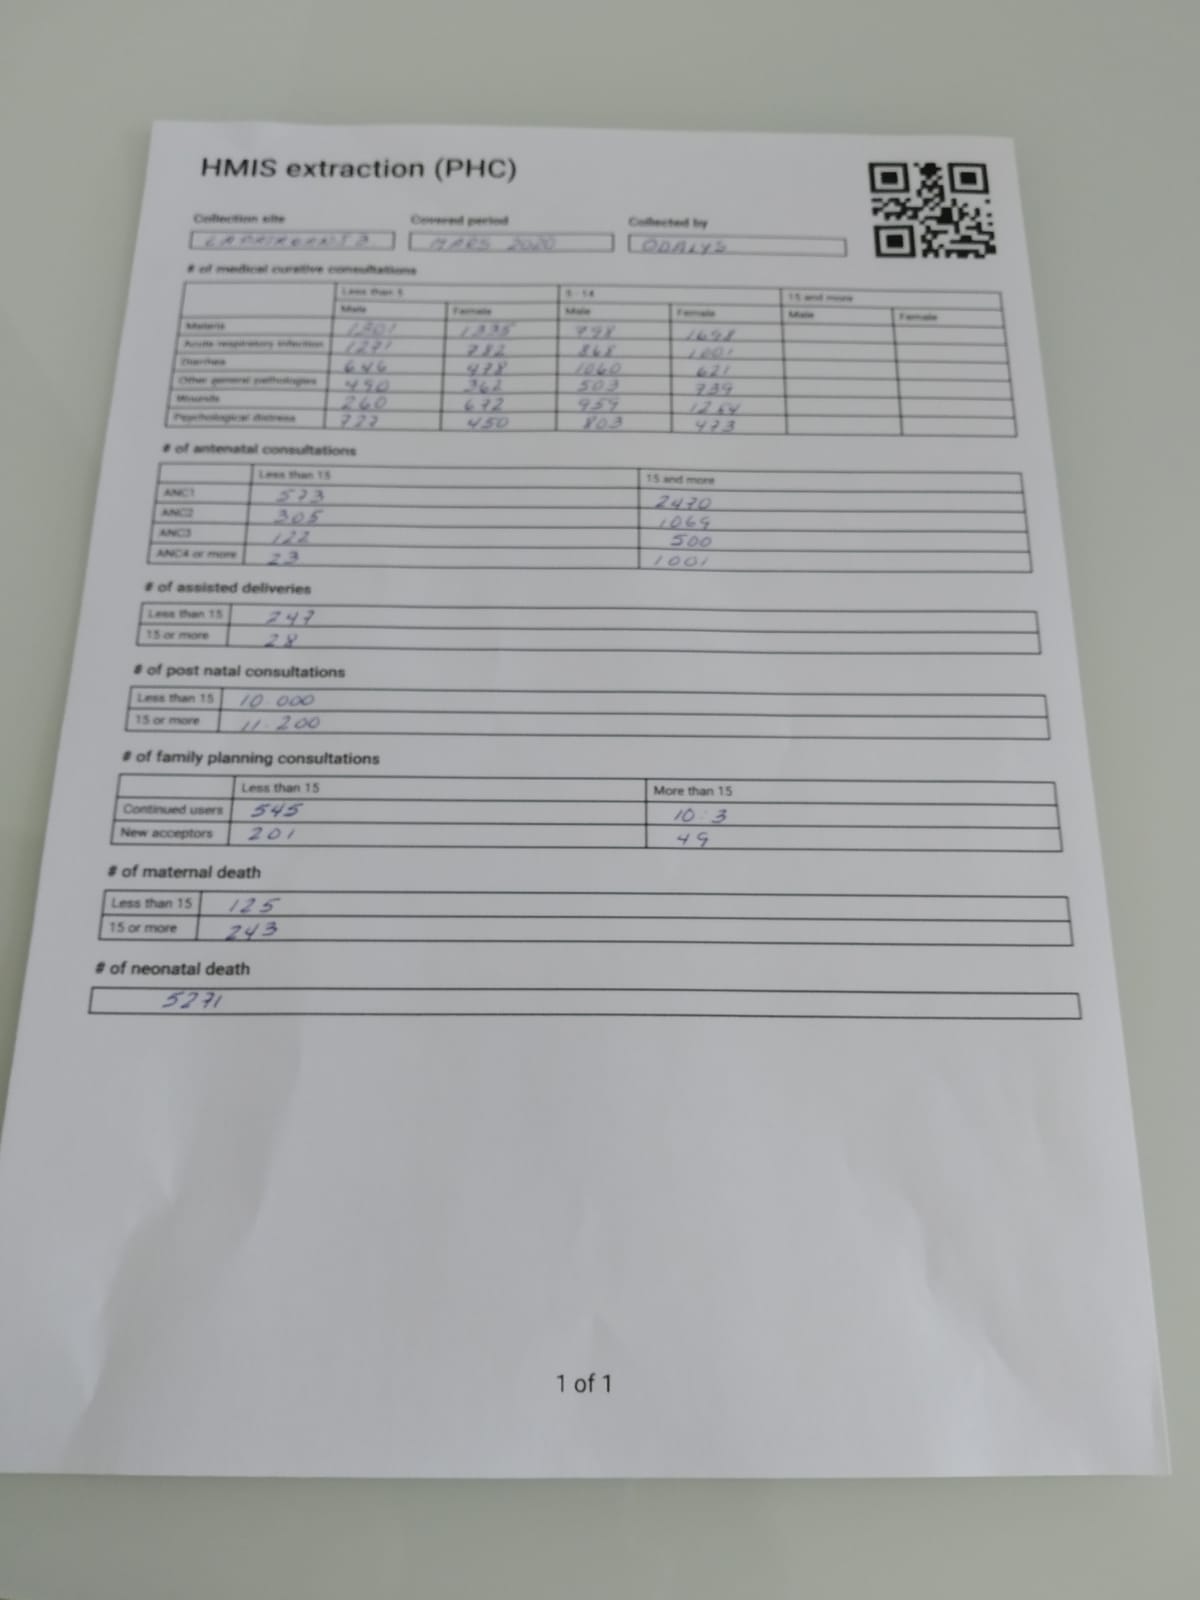 HMIS extraction (PHC)
Collection site Covered period Collected by
MARS 2020 ODALYS
# of medical curative consultations
Less than 5 5 - 14 15 and more
Male Female Male Female Male Female
Malaria 1335 798 1698
Acute respiratory infection 1271 782 868 1001
Diarrhea 646 478 1060 621
Other general pathologies 490 362 503 739
Wounds 260 672 959 1254
Psychological distress 727 450 803 473
# of antenatal consultations
Less than 15 15 and more
ANC1 573 2470
ANC2 305 1069
ANC3 122 500
ANC4 or more 23 1001
# of assisted deliveries
Less than 15 247
15 or more 28
# of post natal consultations
Less than 15 10.000
15 or more 11.200
# of family planning consultations
Less than 15 More than 15
Continued users 545 10:3
New acceptors 201 49
# of maternal death
Less than 15 125
15 or more 243
# of neonatal death
5271
1 of 1